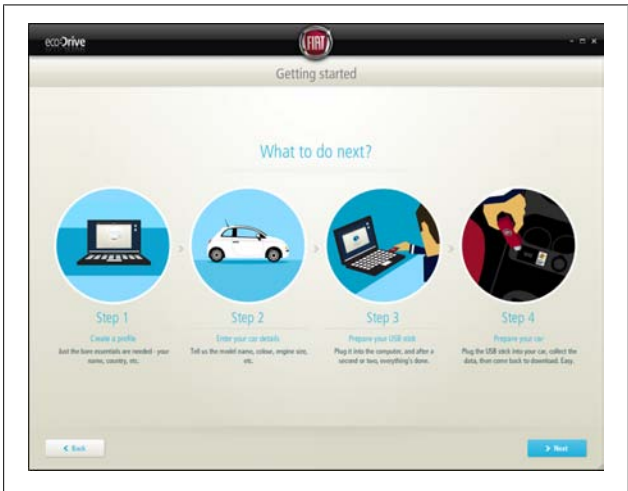 eco:Drive
FIAT
Getting started
What to do next?
Step 1
Create a profile
Just the bare essentials are needed - your
name, country, etc.
Step 2
Enter your car details
Tell us the model name, colour, engine size,
etc.
Step 3
Prepare your USB stick
Plug it into the computer, and after a
second or two, everything's done.
Step 4
Prepare your car
Plug the USB stick into your car, collect the
data, then come back to download. Easy.
< Back
> Next